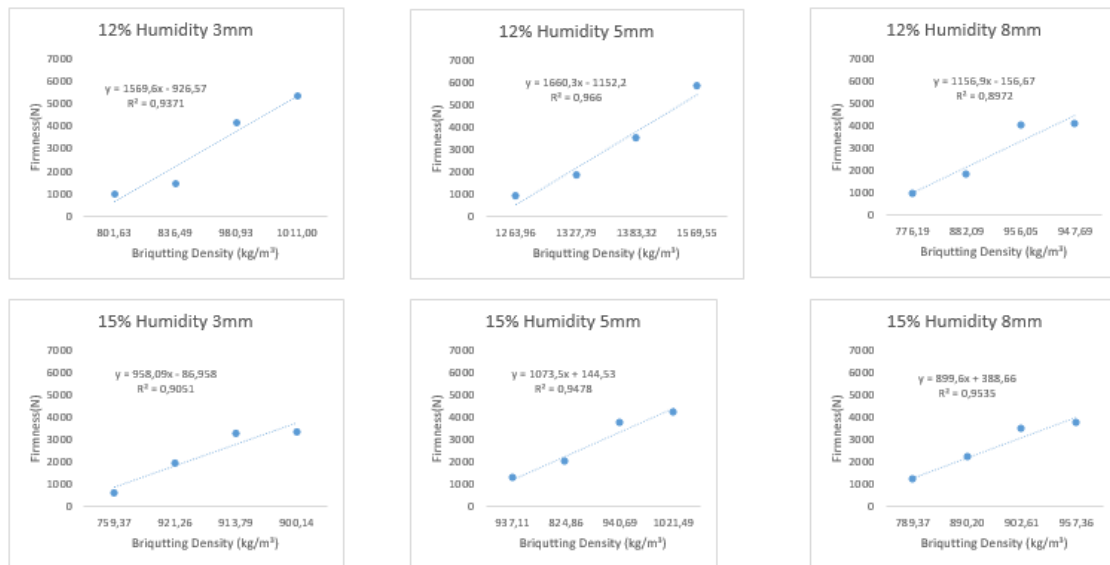 12% Humidity 3mm
7000
6000
5000
4000
3000
2000
1000
0
Firmness(N)
y = 1569,6x - 926,57
R² = 0,9371
801,63 836,49 980,93 1011,00
Briqutting Density (kg/m³)
12% Humidity 5mm
7000
6000
5000
4000
3000
2000
1000
0
Firmness(N)
y = 1660,3x - 1152,2
R² = 0,966
1263,96 1327,79 1383,32 1569,55
Briqutting Density (kg/m³)
12% Humidity 8mm
7000
6000
5000
4000
3000
2000
1000
0
Firmness(N)
y = 1156,9x - 156,67
R² = 0,8972
776,19 882,09 956,05 947,69
Briqutting Density (kg/m³)
15% Humidity 3mm
7000
6000
5000
4000
3000
2000
1000
0
Firmness(N)
y = 958,09x - 86,958
R² = 0,9051
759,37 921,26 913,79 900,14
Briqutting Density (kg/m³)
15% Humidity 5mm
7000
6000
5000
4000
3000
2000
1000
0
Firmness(N)
y = 1073,5x + 144,53
R² = 0,9478
937,11 824,86 940,69 1021,49
Briqutting Density (kg/m³)
15% Humidity 8mm
7000
6000
5000
4000
3000
2000
1000
0
Firmness(N)
y = 899,6x + 388,66
R² = 0,9535
789,37 890,20 902,61 957,36
Briqutting Density (kg/m³)